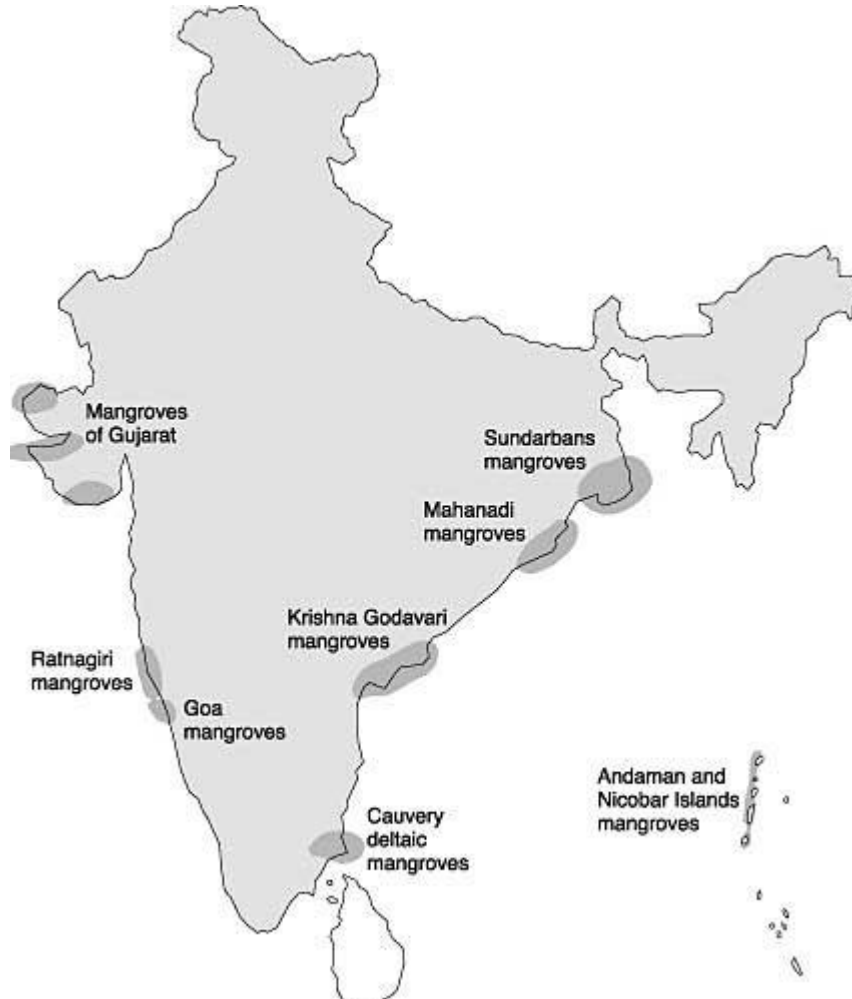 Mangroves
of Gujarat
Sundarbans
mangroves
Mahanadi
mangroves
Krishna Godavari
mangroves
Ratnagiri
mangroves
Goa
mangroves
Andaman and
Nicobar Islands
mangroves
Cauvery
deltaic
mangroves